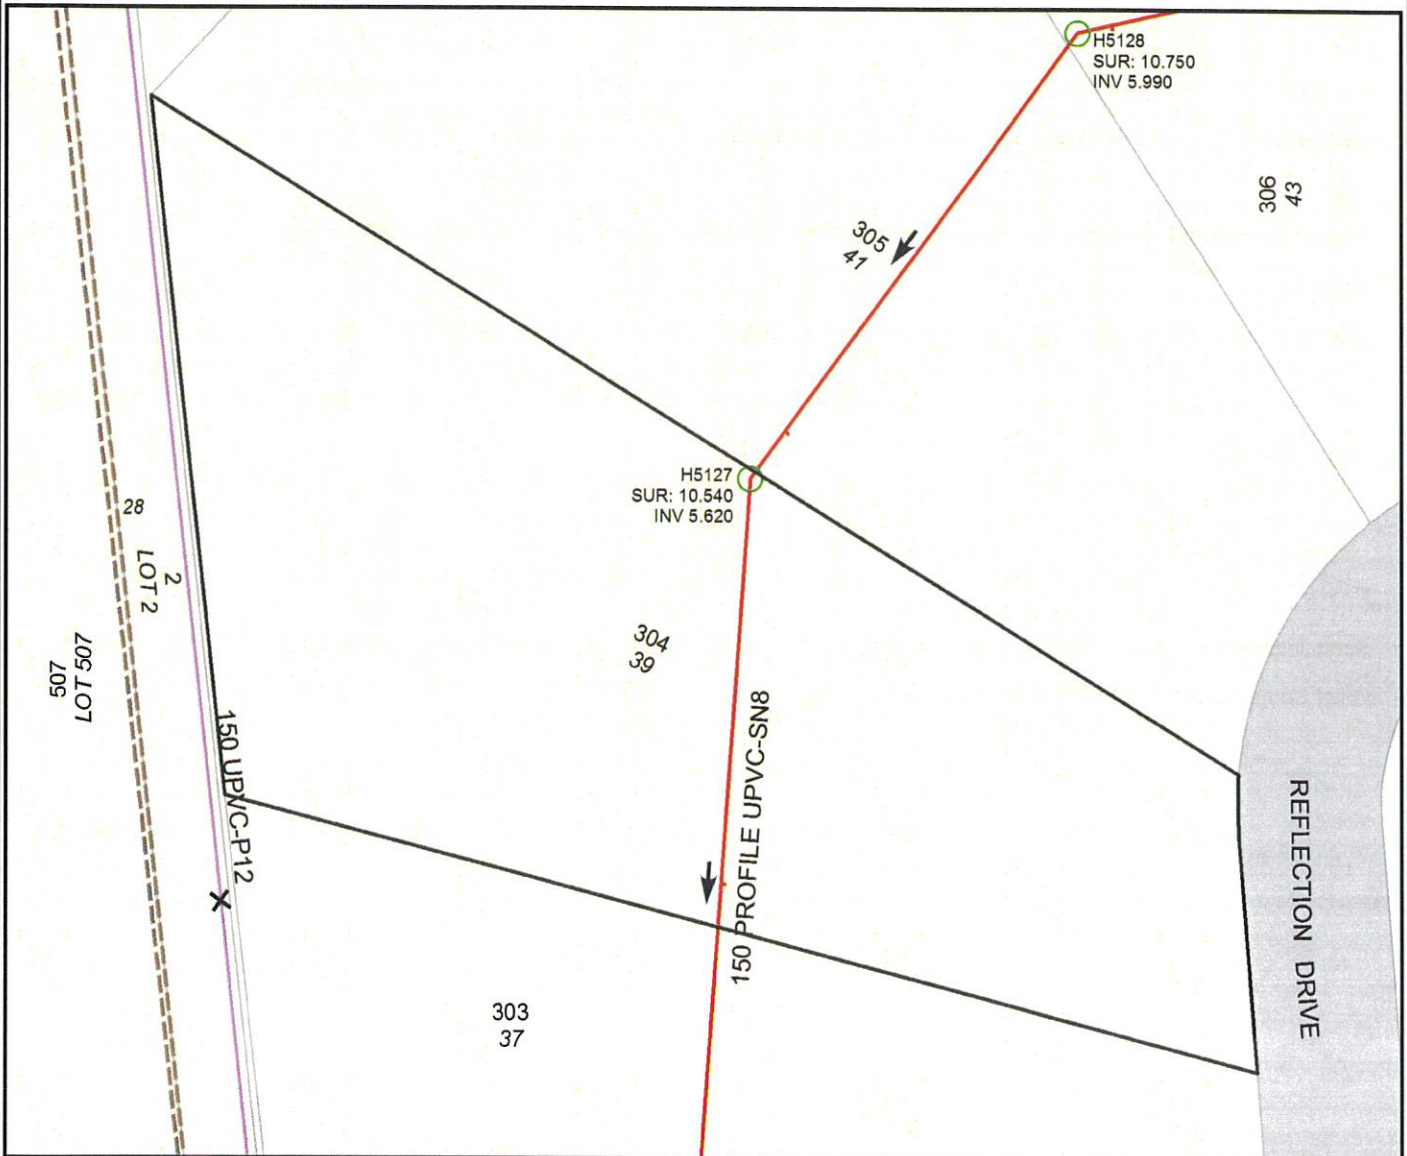 H5128
SUR: 10.750
INV 5.990
306
43
305
41
H5127
SUR: 10.540
INV 5.620
28
2
LOT 2
507
LOT 507
304
39
150 UPVC-P12
150 PROFILE UPVC-SN8
REFLECTION DRIVE
303
37